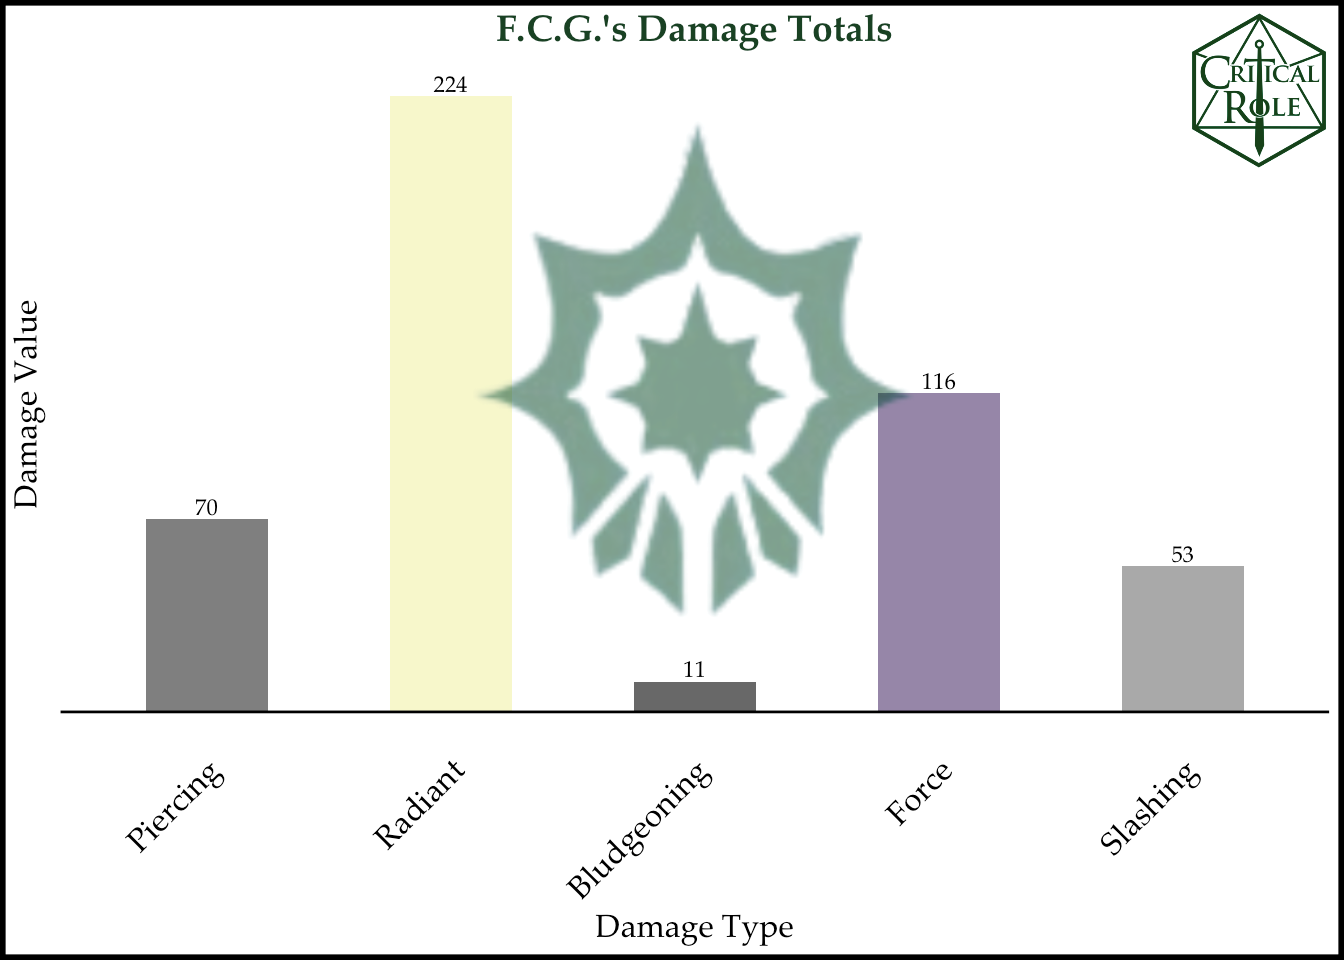 F.C.G.'s Damage Totals
CRITICAL
ROLE
224
116
70
53
11
Damage Value
Piercing
Radiant
Bludgeoning
Force
Slashing
Damage Type